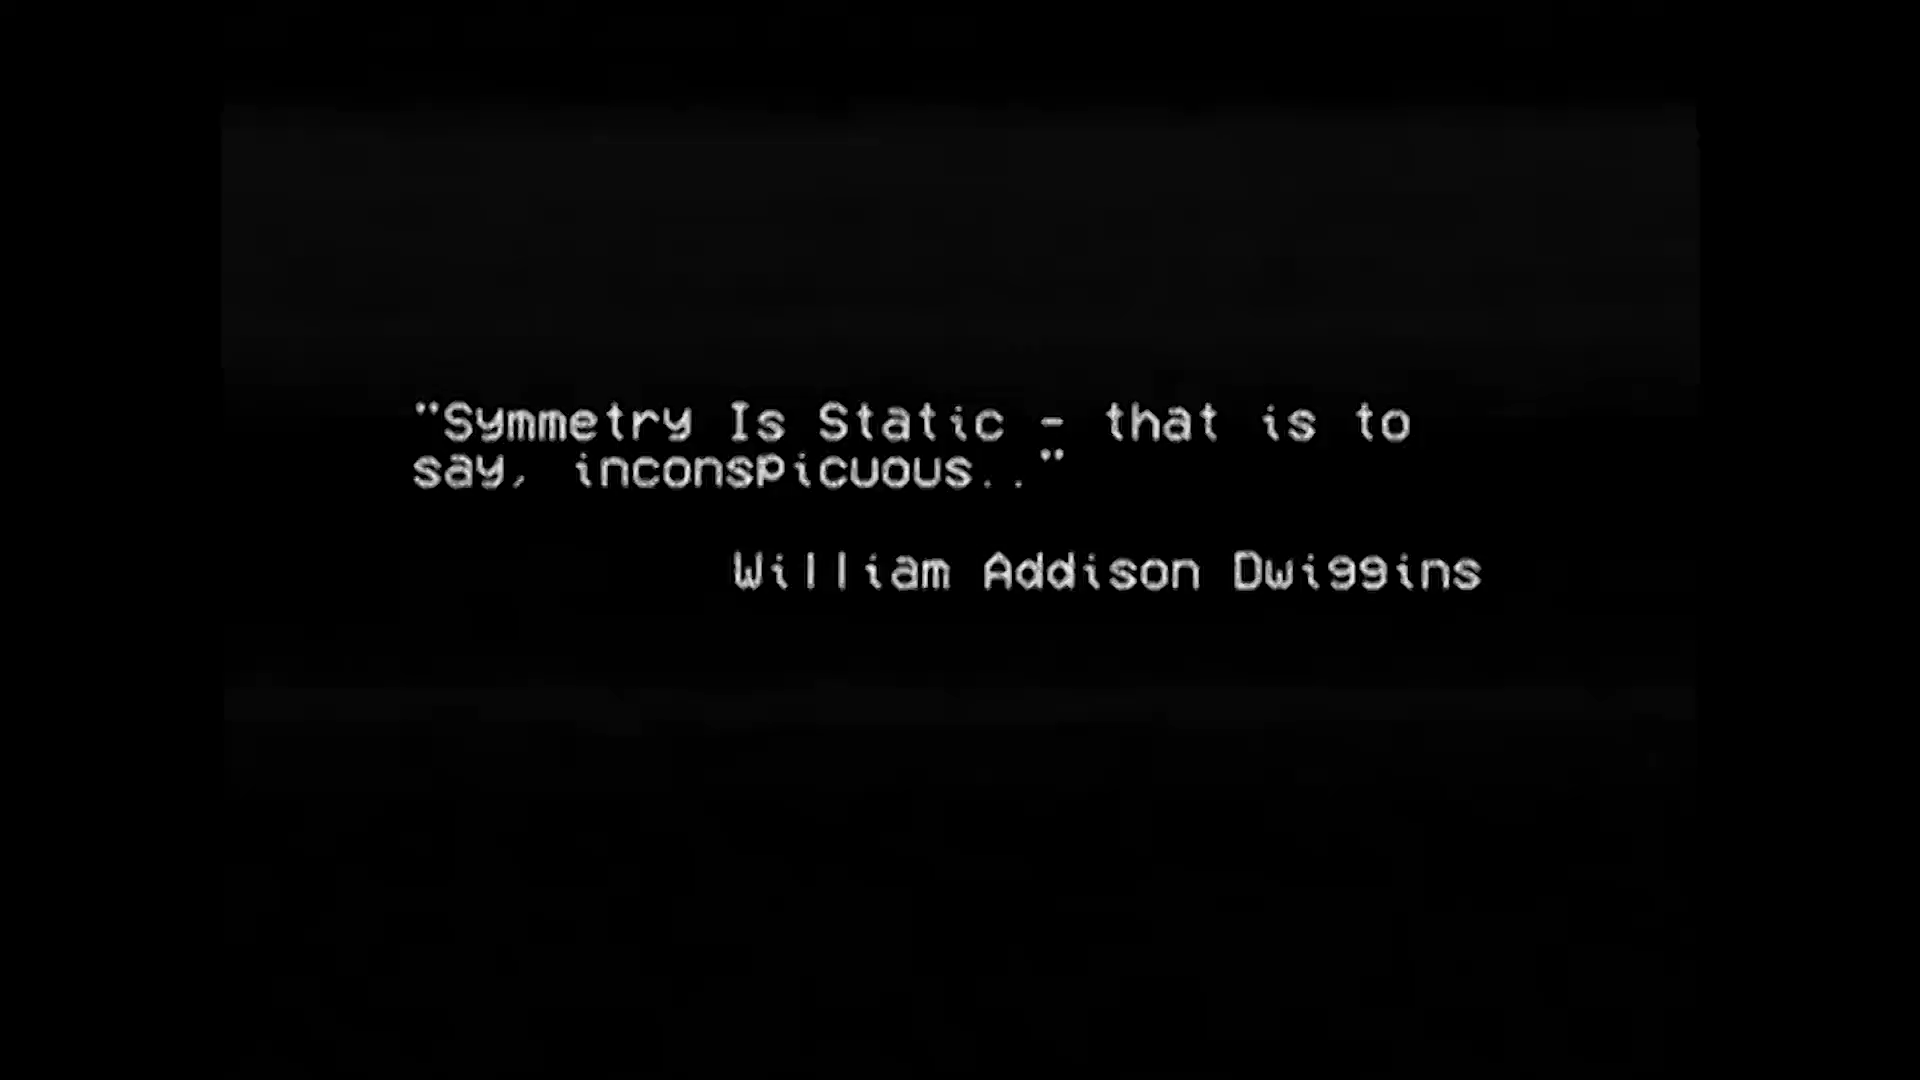 "Symmetry Is Static - that is to
say, inconspicuous.."
William Addison Dwiggins